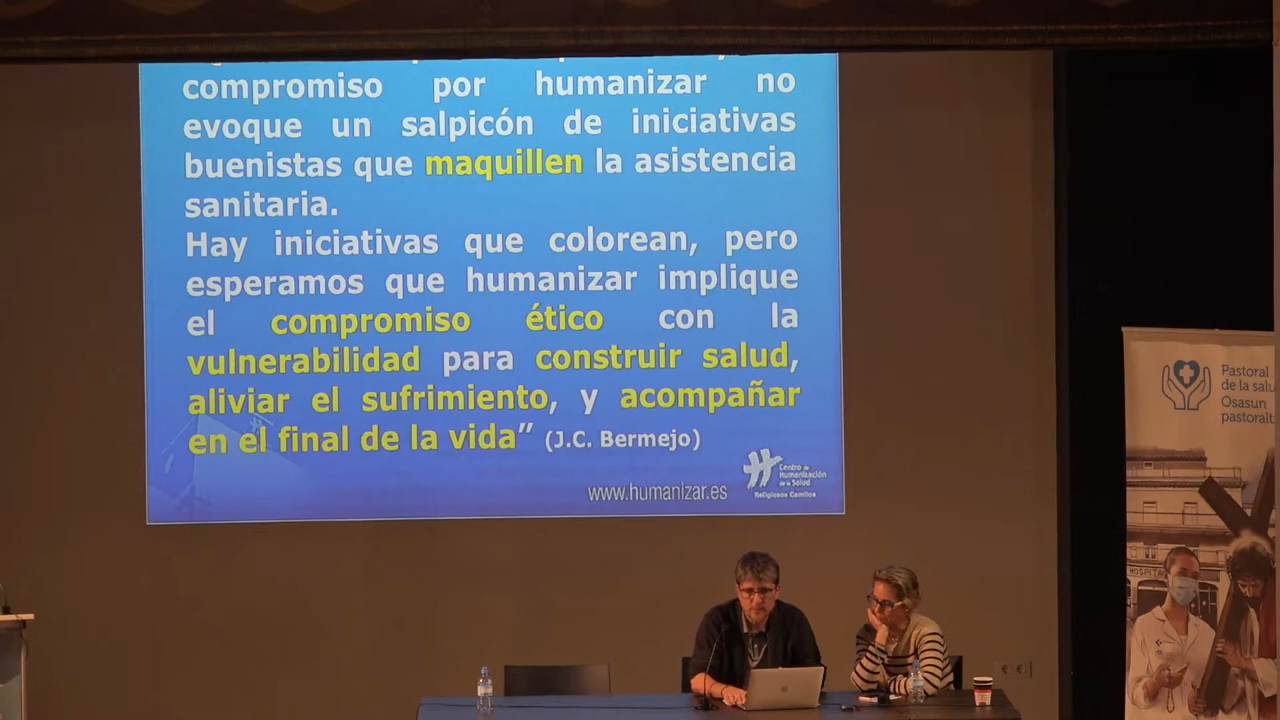 compromiso por humanizar no
evoque un salpicón de iniciativas
buenistas que maquillen la asistencia
sanitaria.
Hay iniciativas que colorean, pero
esperamos que humanizar implique
el compromiso ético con la
vulnerabilidad para construir salud,
aliviar el sufrimiento, y acompañar
en el final de la vida” (J.C. Bermejo)
www.humanizar.es
Centro de
Humanización
de la Salud
Religiosos Camilos
Pastoral
de la salu
Osasun
pastoralt
HOSPITA